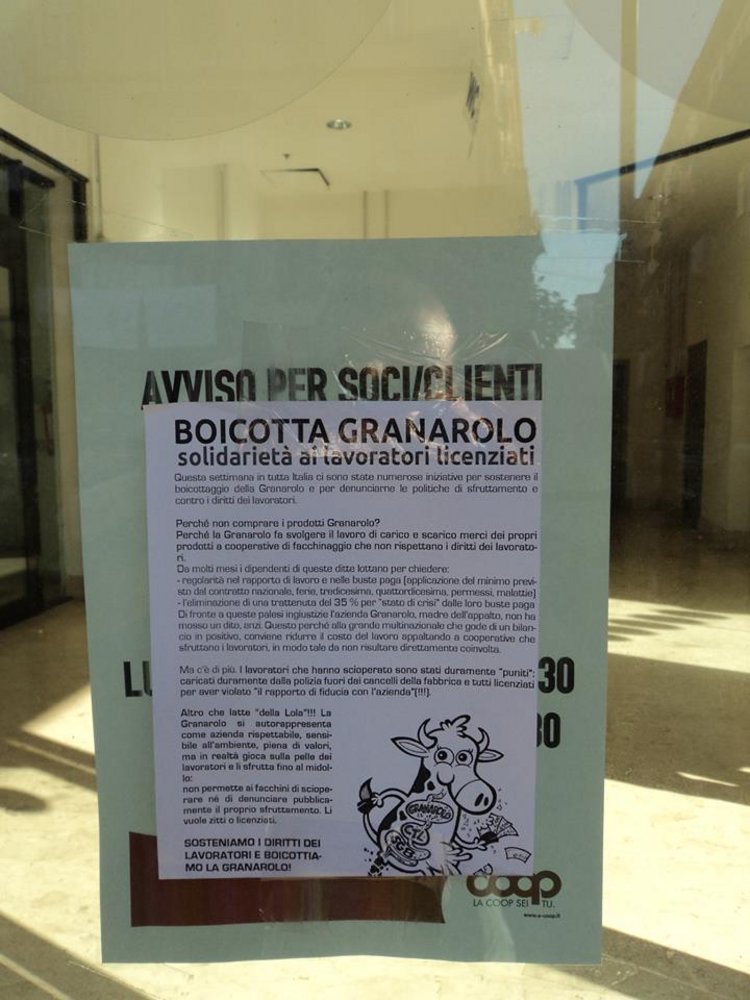 AVVISO PER SOCI/CLIENTI
BOICOTTA GRANAROLO
solidarietà ai lavoratori licenziati
Questa settimana in tutta Italia ci sono state numerose iniziative per sostenere il
boicottaggio della Granarolo e per denunciarne le politiche di sfruttamento e
contro i diritti dei lavoratori.
Perché non comprare i prodotti Granarolo?
Perché la Granarolo fa svolgere il lavoro di carico e scarico merci dei propri
prodotti a cooperative di facchinaggio che non rispettano i diritti dei lavorato-
ri.
Da molti mesi i dipendenti di queste ditte lottano per chiedere:
- regolarità nel rapporto di lavoro e nelle buste paga (applicazione del minimo previ-
sto dal contratto nazionale, ferie, tredicesima, quattordicesima, permessi, malattie)
- l'eliminazione di una trattenuta del 35 % per "stato di crisi" dalle loro buste paga
Di fronte a queste palesi ingiustizie l'azienda Granarolo, madre dell'appalto, non ha
mosso un dito, anzi. Questo perché alla grande multinazionale che gode di un bilan-
cio in positivo, conviene ridurre il costo del lavoro appaltando a cooperative che
sfruttano i lavoratori, in modo tale da non risultare direttamente coinvolta.
Ma c'è di più. I lavoratori che hanno scioperato sono stati duramente "puniti":
caricati duramente dalla polizia fuori dai cancelli della fabbrica e tutti licenziati
per aver violato "il rapporto di fiducia con l'azienda"(!!!).
Altro che latte "della Lola"!!! La
Granarolo si autorappresenta
come azienda rispettabile, sensi-
bile all'ambiente, piena di valori,
ma in realtà gioca sulla pelle dei
lavoratori e li sfrutta fino al midol-
lo:
non permette ai facchini di sciope-
rare né di denunciare pubblica-
mente il proprio sfruttamento. Li
vuole zitti o licenziati.
SOSTENIAMO I DIRITTI DEI
LAVORATORI E BOICOTTIA-
MO LA GRANAROLO!
GRANAROLO
LU
30
30
coop
LA COOP SEI TU.
www.e-coop.it